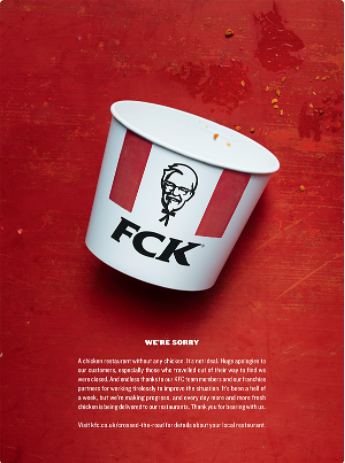 FCK
WE'RE SORRY
A chicken restaurant without any chicken. It's not ideal. Huge apologies to
our customers, especially those who travelled out of their way to find we
were closed. And endless thanks to our KFC team members and our franchise
partners for working tirelessly to improve the situation. It's been a hell of
a week, but we're making progress, and every day more and more fresh
chicken is being delivered to our restaurants. Thank you for bearing with us.
Visit kfc.co.uk/crossed-the-road for details about your local restaurant.